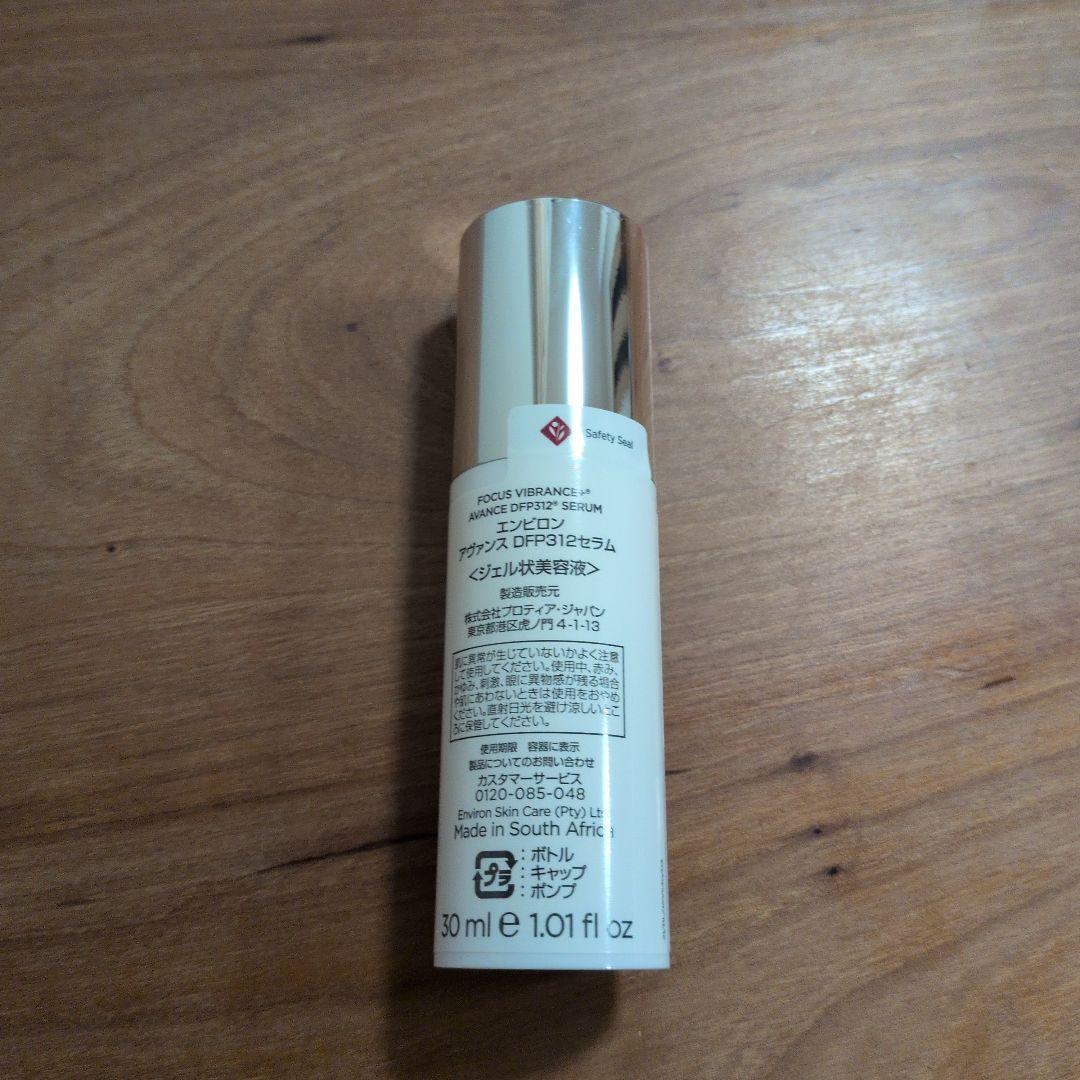 Safety Seal
FOCUS VIBRANCE+®
AVANCE DFP312® SERUM
エンビロン
アヴァンス DFP312セラム
<ジェル状美容液>
製造販売元
株式会社プロティア・ジャパン
東京都港区虎ノ門 4-1-13
肌に異常が生じていないかよく注意
して使用してください。使用中、赤み、
かゆみ、刺激、眼に異物感が残る場合
や肌にあわないときは使用をおやめ
ください。直射日光を避け涼しいとこ
ろに保管してください。
使用期限 容器に表示
製品についてのお問い合わせ
カスタマーサービス
0120-085-048
Environ Skin Care (Pty) Ltd
Made in South Africa
プラ
:ボトル
:キャップ
:ポンプ
30 ml e 1.01 fl oz